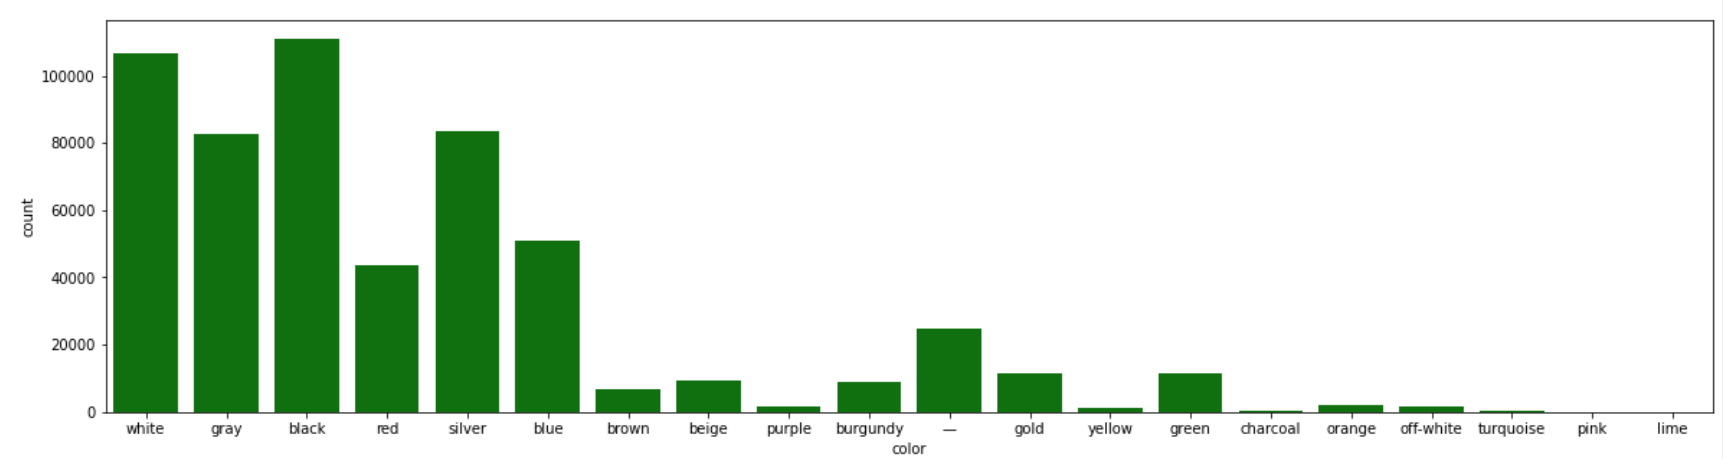 100000
80000
60000
40000
20000
0
count
white gray black red silver blue brown beige purple burgundy — gold yellow green charcoal orange off-white turquoise pink lime
color